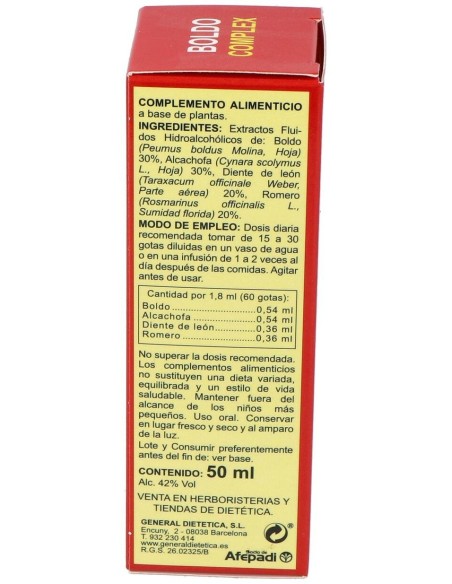 BOLDO
COMPLEX
COMPLEMENTO ALIMENTICIO
a base de plantas.
INGREDIENTES: Extractos Flui-
dos Hidroalcohólicos de: Boldo
(Peumus boldus Molina, Hoja)
30%, Alcachofa (Cynara scolymus
L., Hoja) 30%, Diente de león
(Taraxacum officinale Weber,
Parte aérea) 20%, Romero
(Rosmarinus officinalis L.,
Sumidad florida) 20%.
MODO DE EMPLEO: Dosis diaria
recomendada tomar de 15 a 30
gotas diluidas en un vaso de agua
o en una infusión de 1 a 2 veces al
día después de las comidas. Agitar
antes de usar.
Cantidad por 1,8 ml (60 gotas):
Boldo ........................ 0,54 ml
Alcachofa .................. 0,54 ml
Diente de león ............ 0,36 ml
Romero ..................... 0,36 ml
No superar la dosis recomendada.
Los complementos alimenticios
no sustituyen una dieta variada,
equilibrada y un estilo de vida
saludable. Mantener fuera del
alcance de los niños más
pequeños. Uso oral. Conservar
en lugar fresco y seco y al amparo
de la luz.
Lote y Consumir preferentemente
antes del fin de: ver base.
CONTENIDO: 50 ml
Alc. 42% Vol
VENTA EN HERBORISTERIAS Y
TIENDAS DE DIETÉTICA.
GENERAL DIETETICA, S.L.
Encuny, 2 - 08038 Barcelona
T. 932 230 414
www.generaldietetica.es
R.G.S. 26.02325/B
Socio de
Afepadi